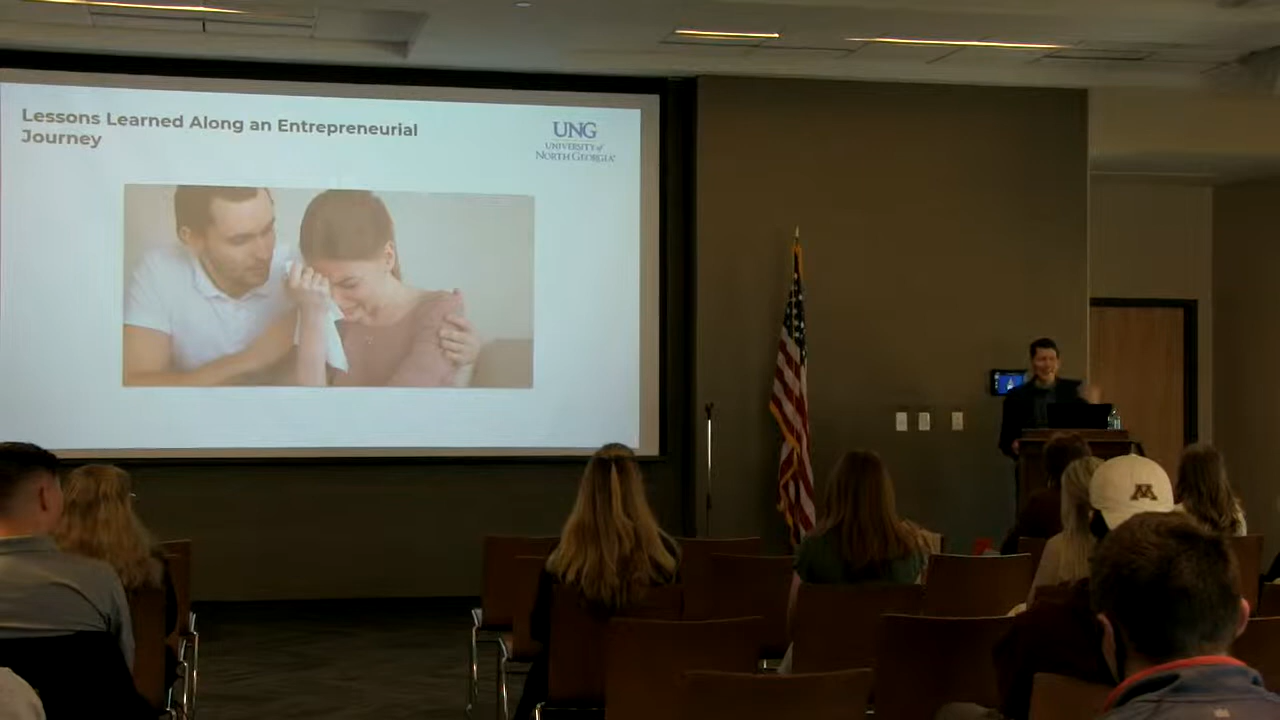 Lessons Learned Along an Entrepreneurial
Journey
UNG
UNIVERSITY of
NORTH GEORGIA
M